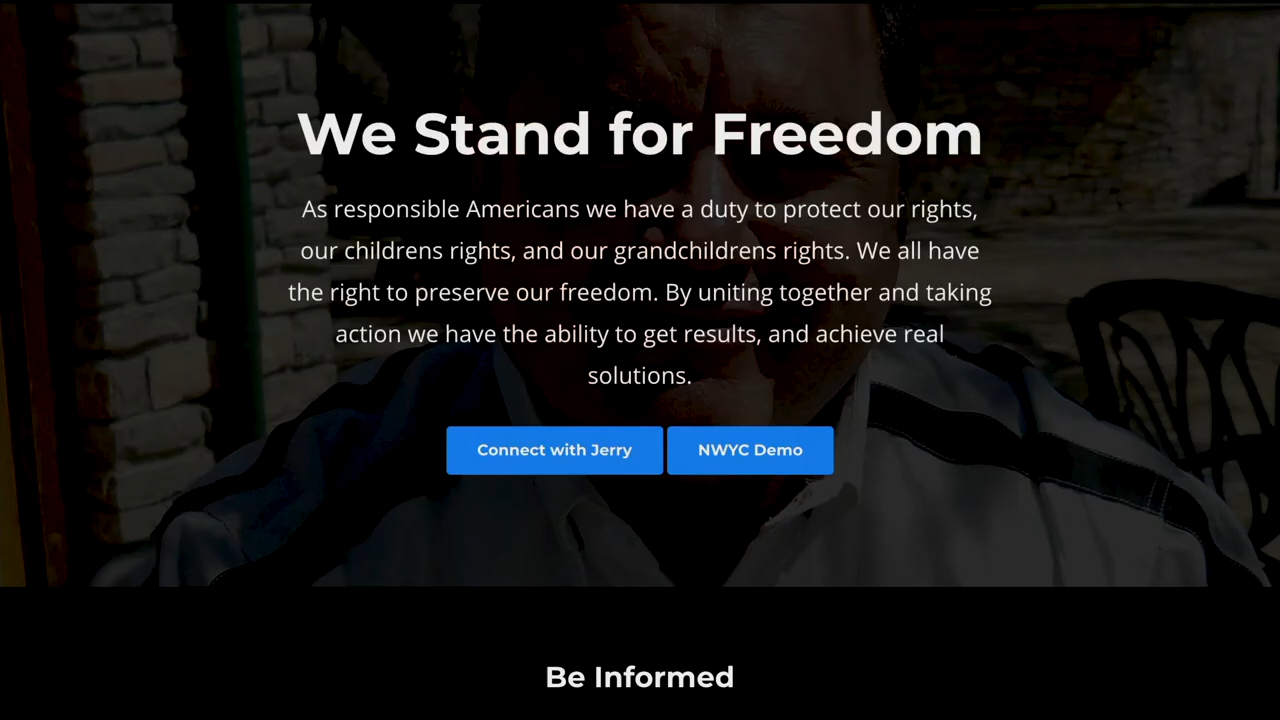 We Stand for Freedom
As responsible Americans we have a duty to protect our rights,
our childrens rights, and our grandchildrens rights. We all have
the right to preserve our freedom. By uniting together and taking
action we have the ability to get results, and achieve real
solutions.
Connect with Jerry
NWYC Demo
Be Informed